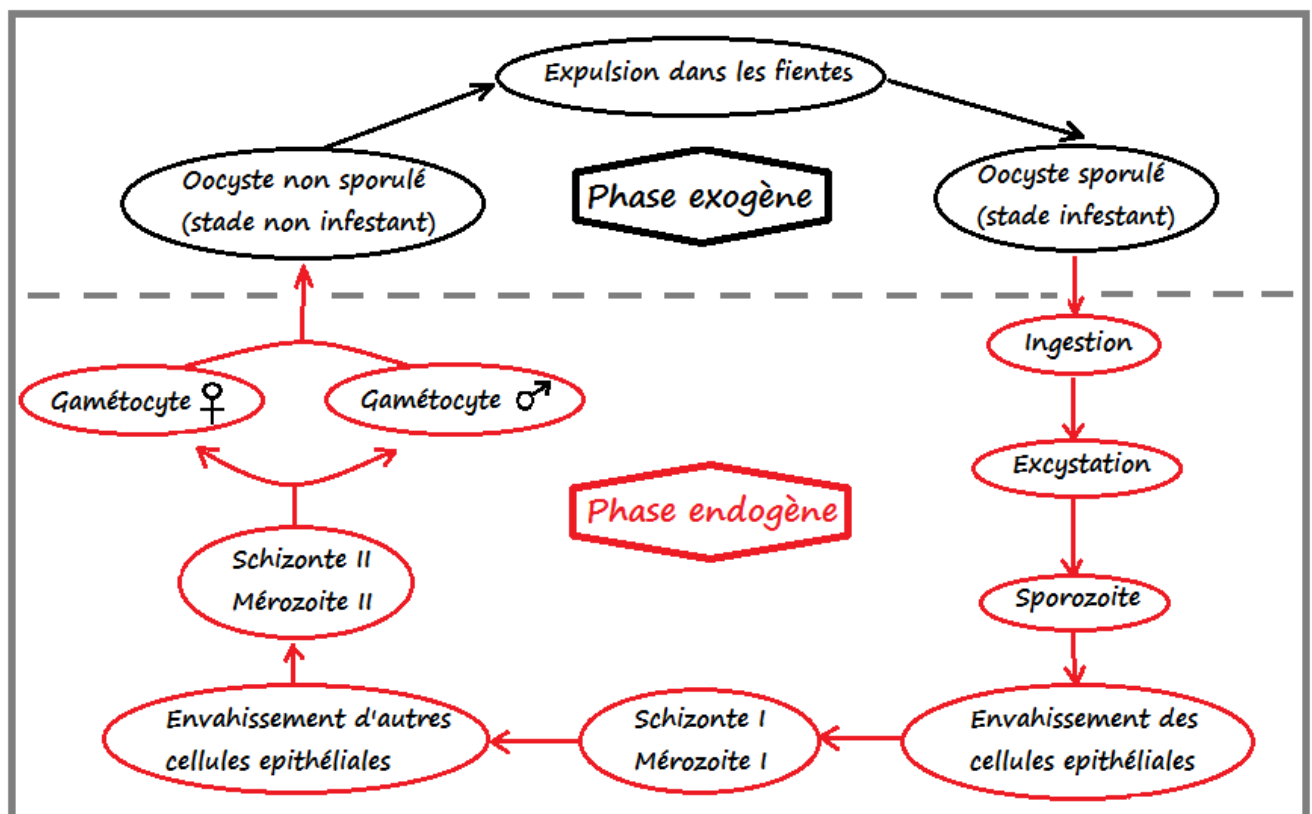 Expulsion dans les fientes
Oocyste non sporulé
(stade non infestant)
Phase exogène
Oocyste sporulé
(stade infestant)
Ingestion
Gamétocyte ♀
Gamétocyte ♂
Excystation
Phase endogène
Schizonte II
Mérozoite II
Sporozoite
Envahissement d'autres
cellules epithéliales
Schizonte I
Mérozoite I
Envahissement des
cellules epithéliales